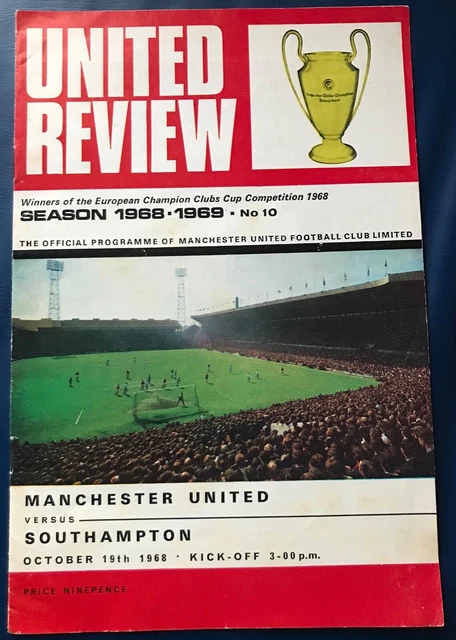 UNITED
REVIEW
Winners of the European Champion Clubs Cup Competition 1968
SEASON 1968·1969 · No 10
THE OFFICIAL PROGRAMME OF MANCHESTER UNITED FOOTBALL CLUB LIMITED
MANCHESTER UNITED
VERSUS
SOUTHAMPTON
OCTOBER 19th 1968 · KICK-OFF 3-00 p.m.
PRICE NINEPENCE